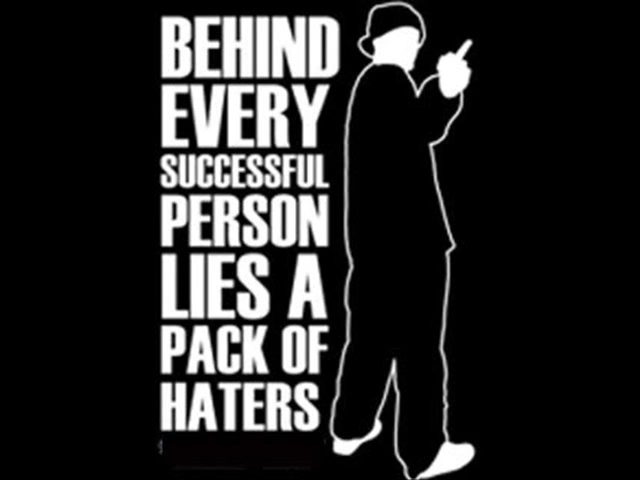 BEHIND
EVERY
SUCCESSFUL
PERSON
LIES A
PACK OF
HATERS